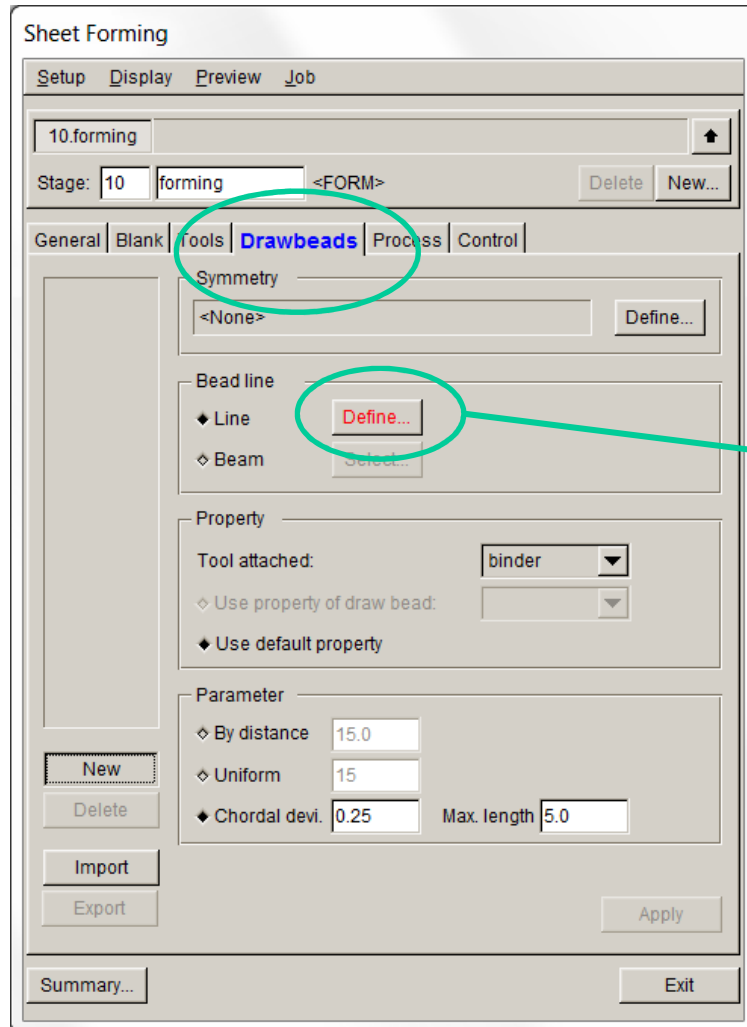 Sheet Forming
Setup Display Preview Job
10.forming
Stage: 10 forming <FORM> Delete New...
General Blank Tools Drawbeads Process Control
Symmetry
<None> Define...
Bead line
Line Define...
Beam Select...
Property
Tool attached: binder
Use property of draw bead:
Use default property
Parameter
By distance 15.0
Uniform 15
Chordal devi. 0.25 Max. length 5.0
New
Delete
Import
Export
Apply
Summary... Exit